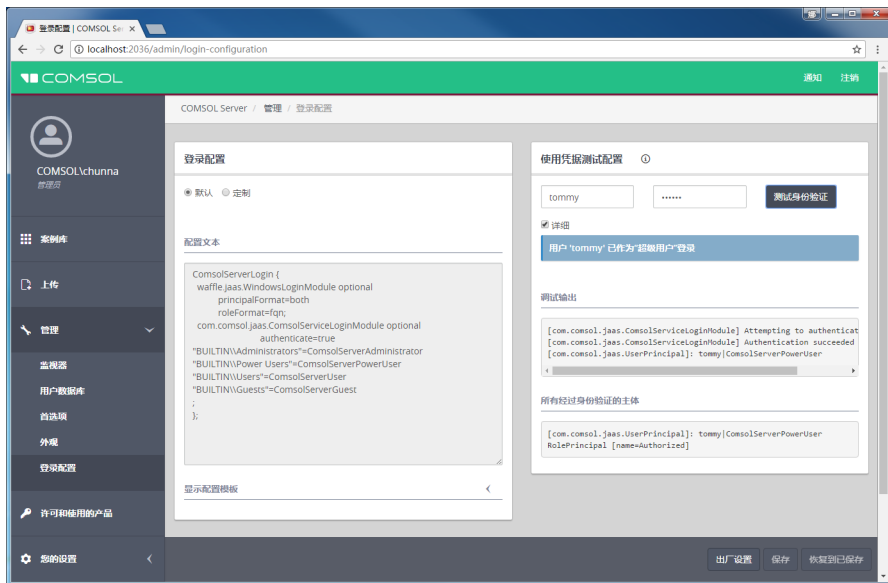 登录配置 | COMSOL Se
localhost:2036/admin/login-configuration
COMSOL
通知 注销
COMSOL Server / 管理 / 登录配置
COMSOL\chunna
管理员
案例库
上传
管理
监视器
用户数据库
首选项
外观
登录配置
许可和使用的产品
您的设置
登录配置
默认 定制
配置文本
ComsolServerLogin {
waffle.jaas.WindowsLoginModule optional
principalFormat=both
roleFormat=fqn;
com.comsol.jaas.ComsolServiceLoginModule optional
authenticate=true
"BUILTIN\\Administrators"=ComsolServerAdministrator
"BUILTIN\\Power Users"=ComsolServerPowerUser
"BUILTIN\\Users"=ComsolServerUser
"BUILTIN\\Guests"=ComsolServerGuest
;
};
显示配置模板
使用凭据测试配置
tommy •••••• 测试身份验证
详细
用户 'tommy' 已作为"超级用户"登录
调试输出
[com.comsol.jaas.ComsolServiceLoginModule] Attempting to authenticat
[com.comsol.jaas.ComsolServiceLoginModule] Authentication succeeded
[com.comsol.jaas.UserPrincipal]: tommy|ComsolServerPowerUser
所有经过身份验证的主体
[com.comsol.jaas.UserPrincipal]: tommy|ComsolServerPowerUser
RolePrincipal [name=Authorized]
出厂设置 保存 恢复到已保存